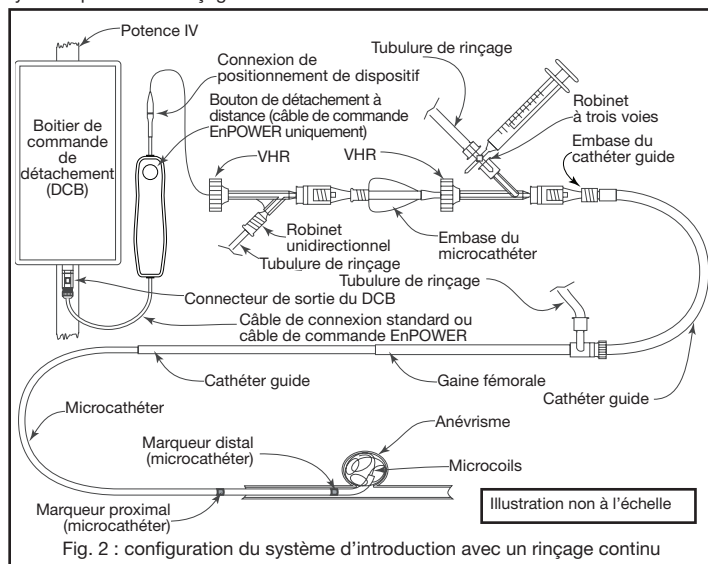 Potence IV
Connexion de
positionnement de dispositif
Bouton de détachement à
distance (câble de commande
EnPOWER uniquement)
Boitier de
commande
de
détachement
(DCB)
VHR
VHR
Tubulure de rinçage
Robinet
à trois voies
Embase du
cathéter guide
Robinet
unidirectionnel
Tubulure de rinçage
Embase du
microcathéter
Tubulure de rinçage
Connecteur de sortie du DCB
Câble de connexion standard ou
câble de commande EnPOWER
Cathéter guide
Gaine fémorale
Cathéter guide
Microcathéter
Anévrisme
Marqueur distal
(microcathéter)
Microcoils
Marqueur proximal
(microcathéter)
Illustration non à l'échelle
Fig. 2 : configuration du système d'introduction avec un rinçage continu